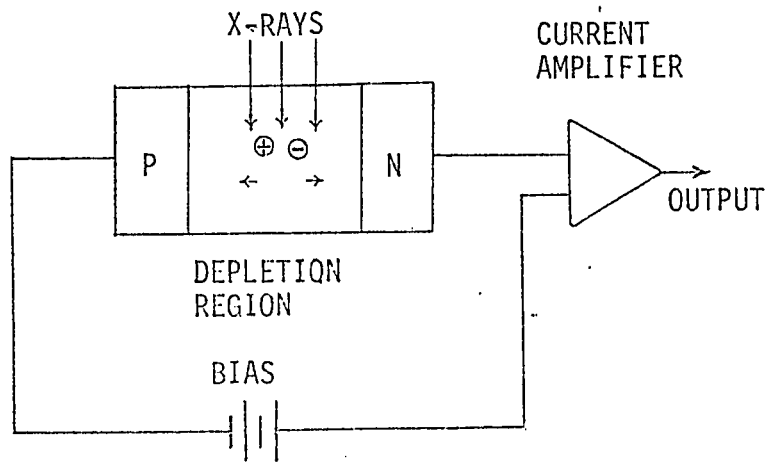 X-RAYS
CURRENT
AMPLIFIER
P
⊕ ⊖
N
OUTPUT
DEPLETION
REGION
BIAS